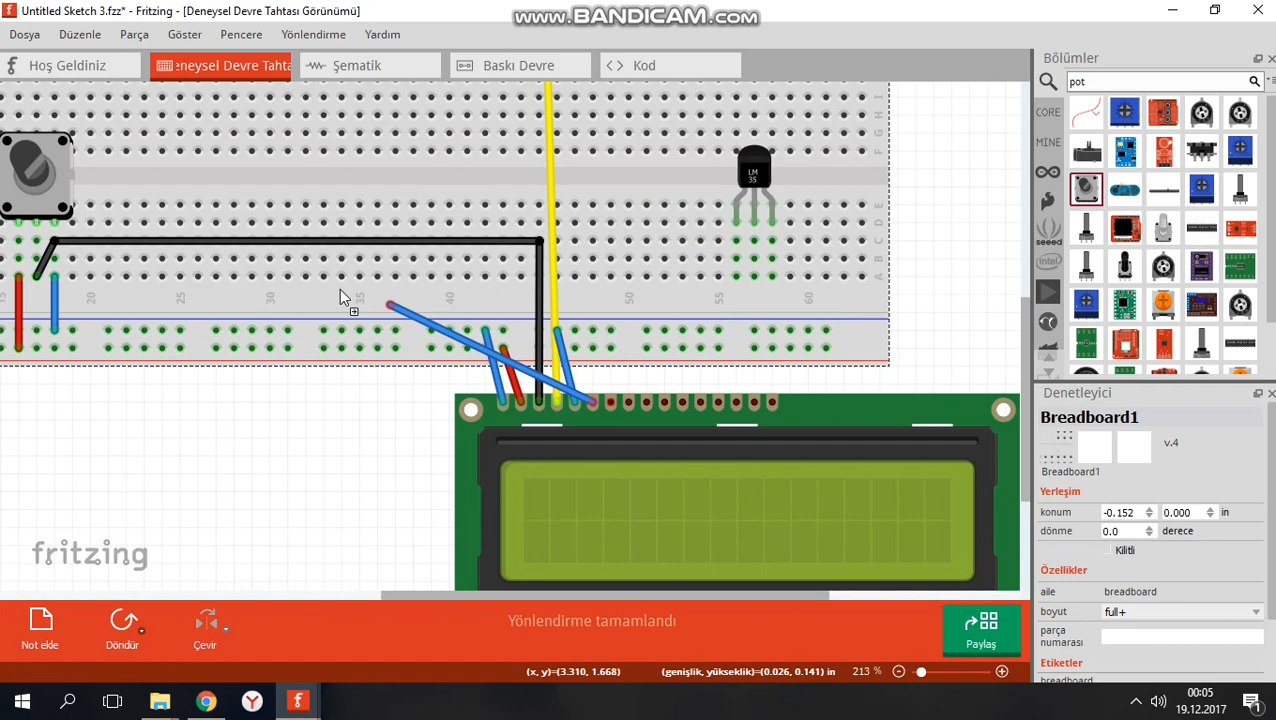 Untitled Sketch 3.fzz* - Fritzing - [Deneysel Devre Tahtası Görünümü]
www.BANDICAM.com
Dosya Düzenle Parça Göster Pencere Yönlendirme Yardım
Hoş Geldiniz
eneysel Devre Tahta
Şematik
Baskı Devre
Kod
Bölümler
pot
CORE
MINE
seeed
intel
I
H
G
F
E
D
C
B
A
LM
35
15 20 25 30 35 40 50 55 60
fritzing
Denetleyici
Breadboard1
v.4
Breadboard1
Yerleşim
konum -0.152 0.000 in
dönme 0.0 derece
Kilitli
Özellikler
aile breadboard
boyut full+
parça
numarası
Etiketler
breadboard
Not ekle
Döndür
Çevir
Yönlendirme tamamlandı
Paylaş
(x, y)=(3.310, 1.668) (genişlik, yükseklik)=(0.026, 0.141) in 213 %
00:05
19.12.2017
1